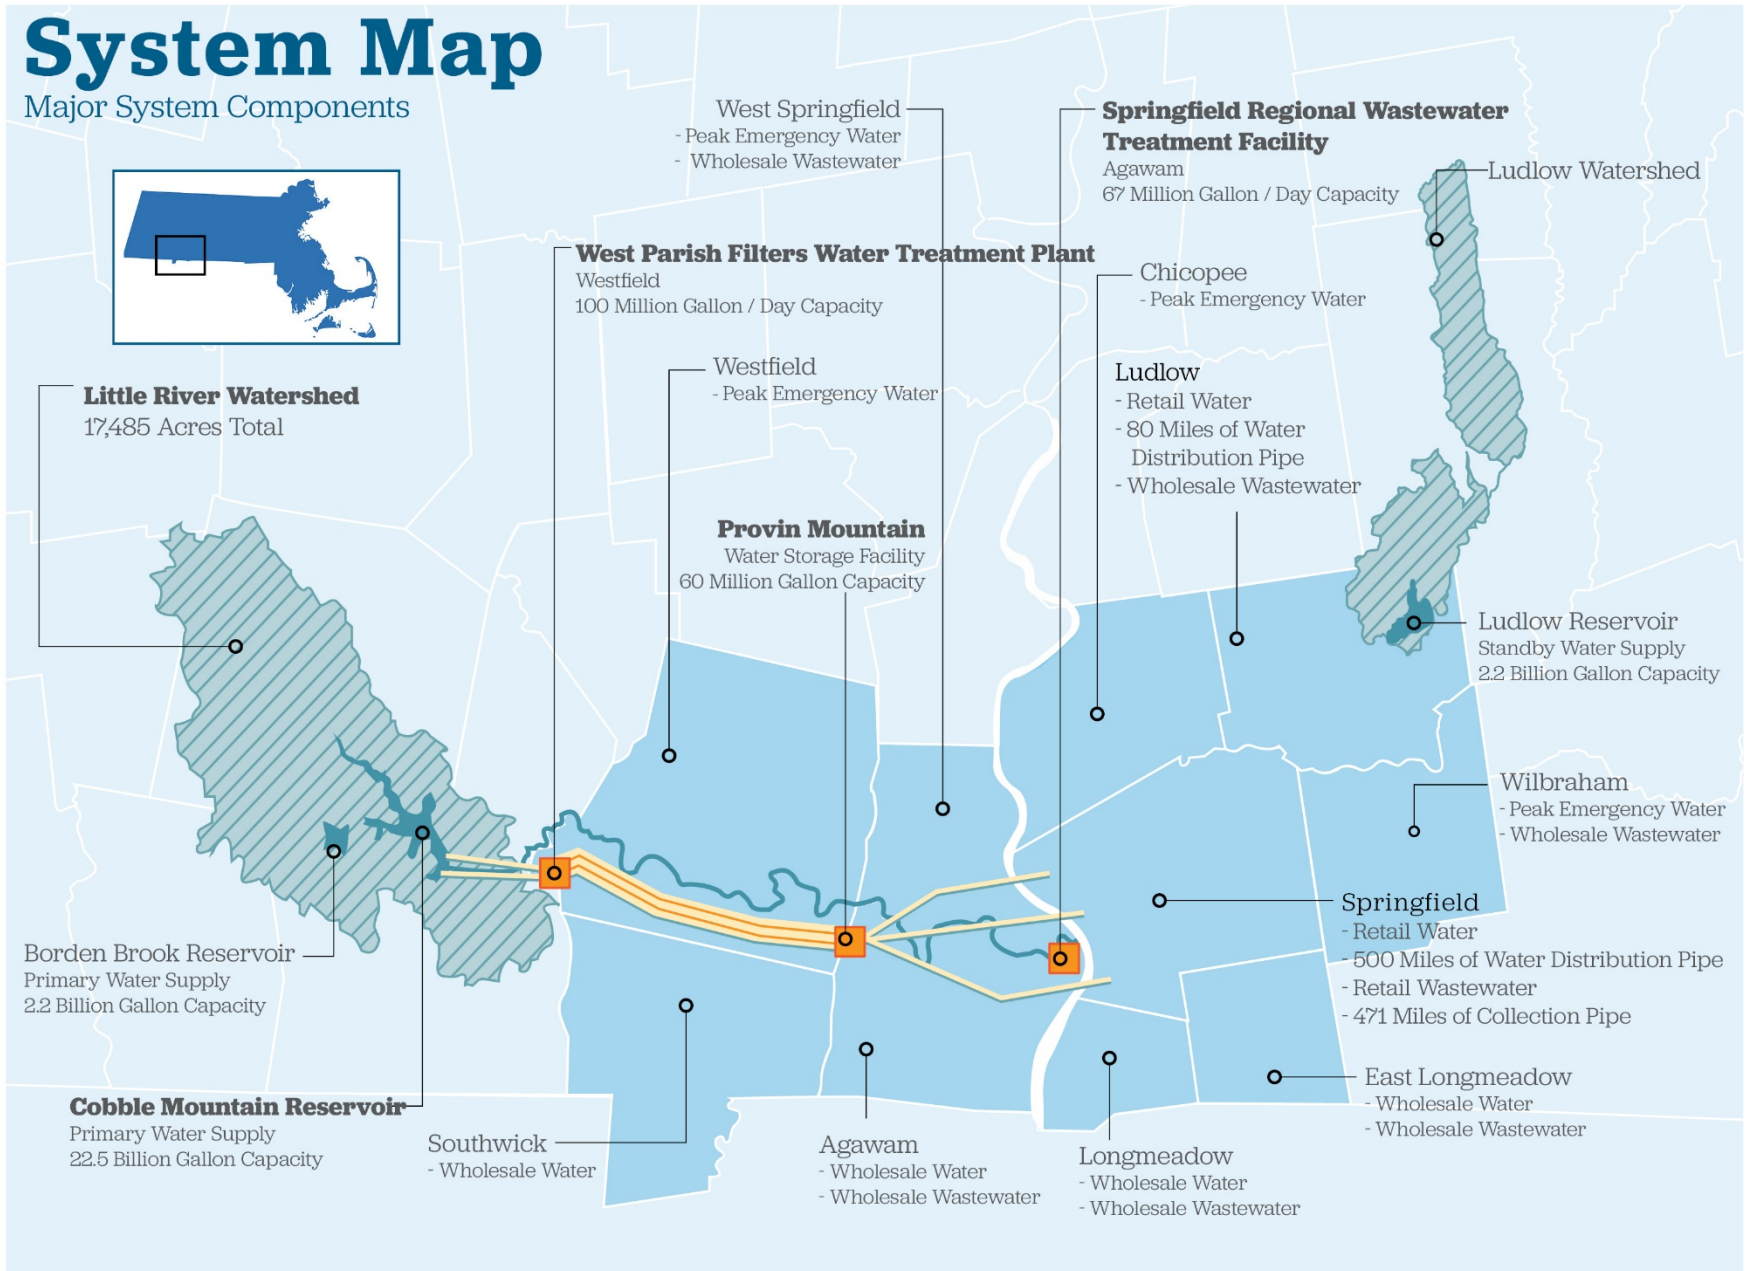 System Map
Major System Components
West Springfield
- Peak Emergency Water
- Wholesale Wastewater
Springfield Regional Wastewater
Treatment Facility
Agawam
67 Million Gallon / Day Capacity
Ludlow Watershed
West Parish Filters Water Treatment Plant
Westfield
100 Million Gallon / Day Capacity
Chicopee
- Peak Emergency Water
Westfield
- Peak Emergency Water
Ludlow
- Retail Water
- 80 Miles of Water
Distribution Pipe
- Wholesale Wastewater
Little River Watershed
17,485 Acres Total
Provin Mountain
Water Storage Facility
60 Million Gallon Capacity
Ludlow Reservoir
Standby Water Supply
2.2 Billion Gallon Capacity
Wilbraham
- Peak Emergency Water
- Wholesale Wastewater
Springfield
- Retail Water
- 500 Miles of Water Distribution Pipe
- Retail Wastewater
- 471 Miles of Collection Pipe
Borden Brook Reservoir
Primary Water Supply
2.2 Billion Gallon Capacity
East Longmeadow
- Wholesale Water
- Wholesale Wastewater
Cobble Mountain Reservoir
Primary Water Supply
22.5 Billion Gallon Capacity
Southwick
- Wholesale Water
Agawam
- Wholesale Water
- Wholesale Wastewater
Longmeadow
- Wholesale Water
- Wholesale Wastewater